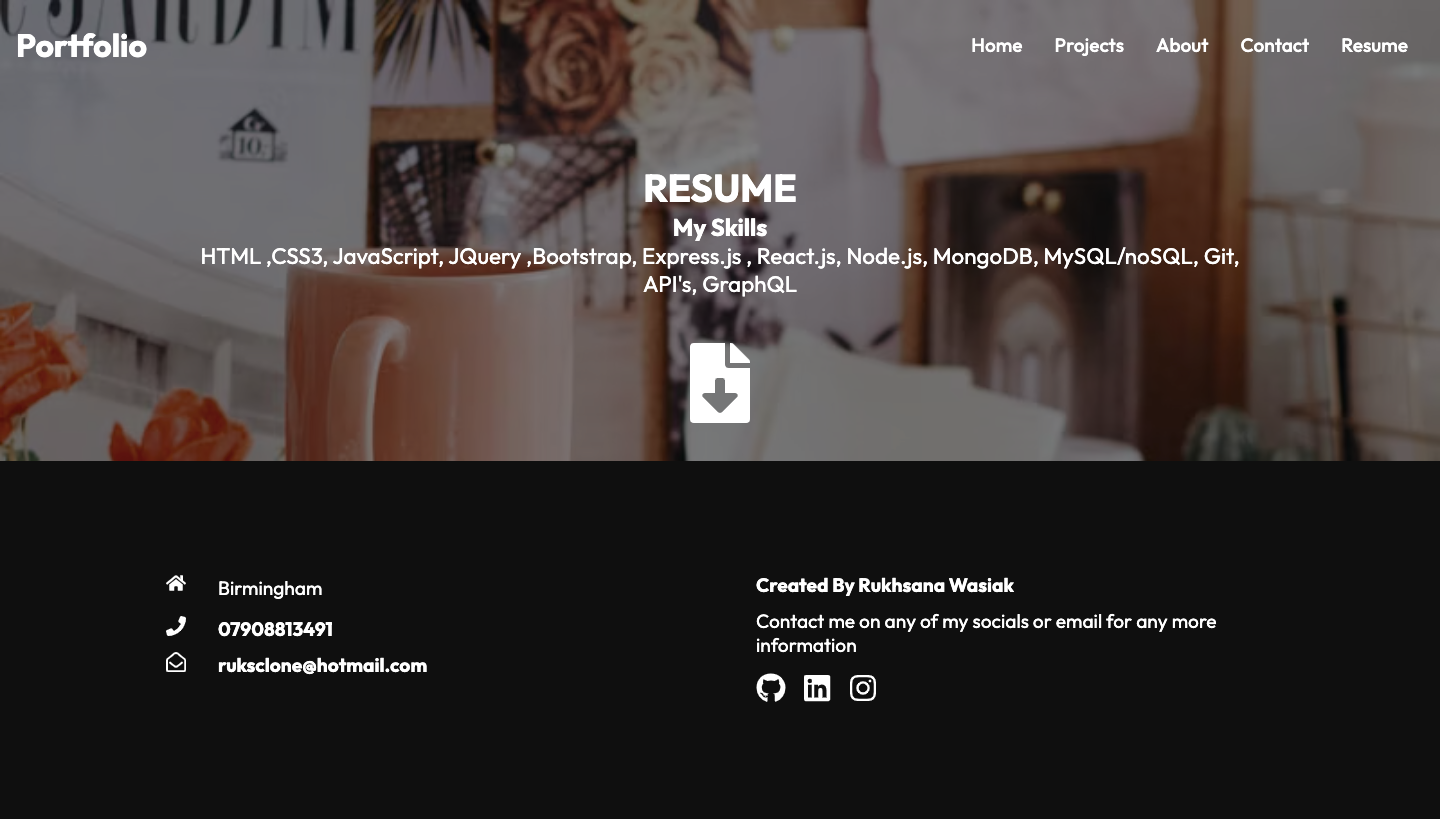 Portfolio
Home Projects About Contact Resume
G
10
RESUME
My Skills
HTML ,CSS3, JavaScript, JQuery ,Bootstrap, Express.js , React.js, Node.js, MongoDB, MySQL/noSQL, Git,
API's, GraphQL
Birmingham
07908813491
ruksclone@hotmail.com
Created By Rukhsana Wasiak
Contact me on any of my socials or email for any more
information